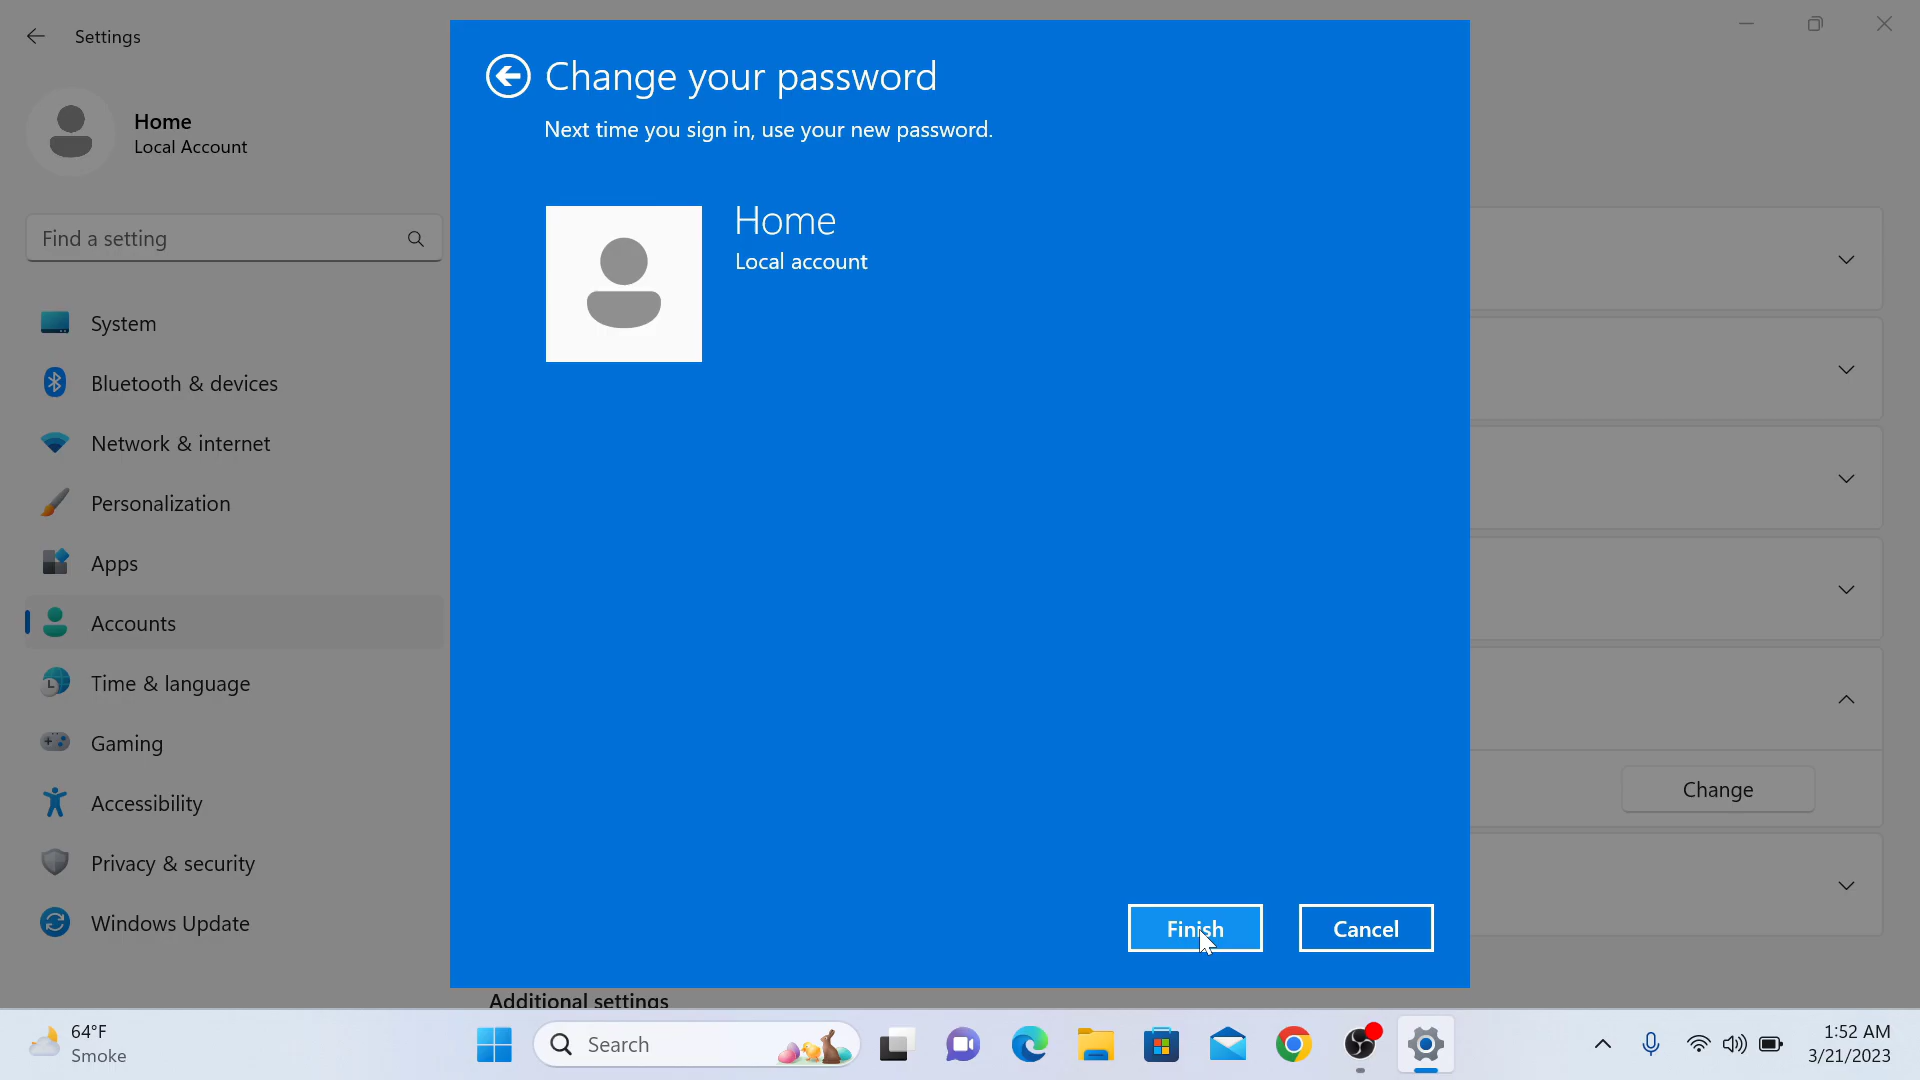 Settings
Home
Local Account
Find a setting
System
Bluetooth & devices
Network & internet
Personalization
Apps
Accounts
Time & language
Gaming
Accessibility
Privacy & security
Windows Update
Change your password
Next time you sign in, use your new password.
Home
Local account
Change
Finish
Cancel
Additional settings
64°F
Smoke
Search
1:52 AM
3/21/2023